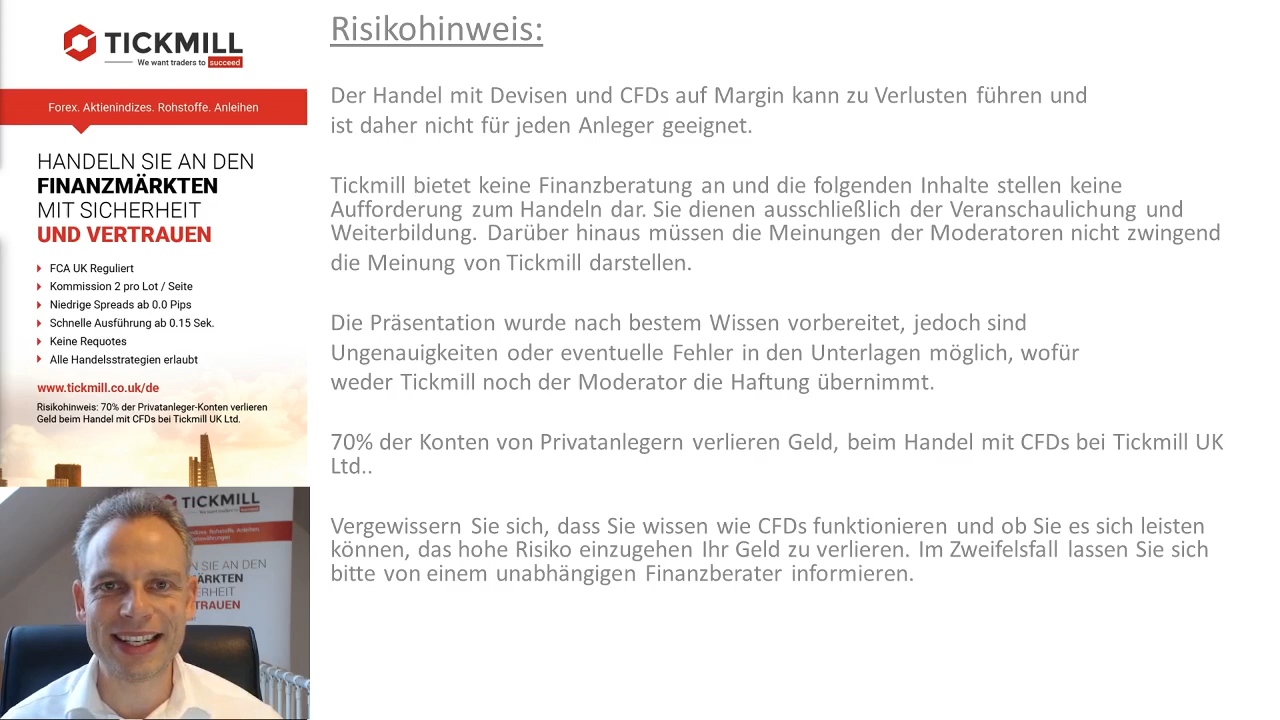 TICKMILL
We want traders to succeed
Forex. Aktienindizes. Rohstoffe. Anleihen
HANDELN SIE AN DEN
FINANZMÄRKTEN
MIT SICHERHEIT
UND VERTRAUEN
FCA UK Reguliert
Kommission 2 pro Lot / Seite
Niedrige Spreads ab 0.0 Pips
Schnelle Ausführung ab 0.15 Sek.
Keine Requotes
Alle Handelsstrategien erlaubt
www.tickmill.co.uk/de
Risikohinweis: 70% der Privatanleger-Konten verlieren
Geld beim Handel mit CFDs bei Tickmill UK Ltd.
TICKMILL
SIE AN DEN
MÄRKTEN
ERHEIT
TRAUEN
Risikohinweis:
Der Handel mit Devisen und CFDs auf Margin kann zu Verlusten führen und
ist daher nicht für jeden Anleger geeignet.
Tickmill bietet keine Finanzberatung an und die folgenden Inhalte stellen keine
Aufforderung zum Handeln dar. Sie dienen ausschließlich der Veranschaulichung und
Weiterbildung. Darüber hinaus müssen die Meinungen der Moderatoren nicht zwingend
die Meinung von Tickmill darstellen.
Die Präsentation wurde nach bestem Wissen vorbereitet, jedoch sind
Ungenauigkeiten oder eventuelle Fehler in den Unterlagen möglich, wofür
weder Tickmill noch der Moderator die Haftung übernimmt.
70% der Konten von Privatanlegern verlieren Geld, beim Handel mit CFDs bei Tickmill UK
Ltd..
Vergewissern Sie sich, dass Sie wissen wie CFDs funktionieren und ob Sie es sich leisten
können, das hohe Risiko einzugehen Ihr Geld zu verlieren. Im Zweifelsfall lassen Sie sich
bitte von einem unabhängigen Finanzberater informieren.